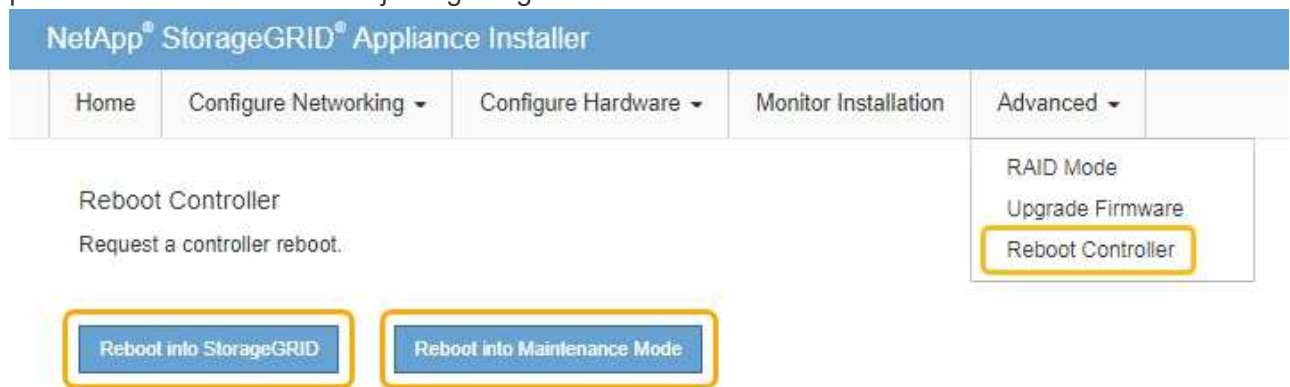 NetApp® StorageGRID® Appliance Installer
Home Configure Networking Configure Hardware Monitor Installation Advanced
RAID Mode
Upgrade Firmware
Reboot Controller
Reboot Controller
Request a controller reboot.
Reboot into StorageGRID Reboot into Maintenance Mode